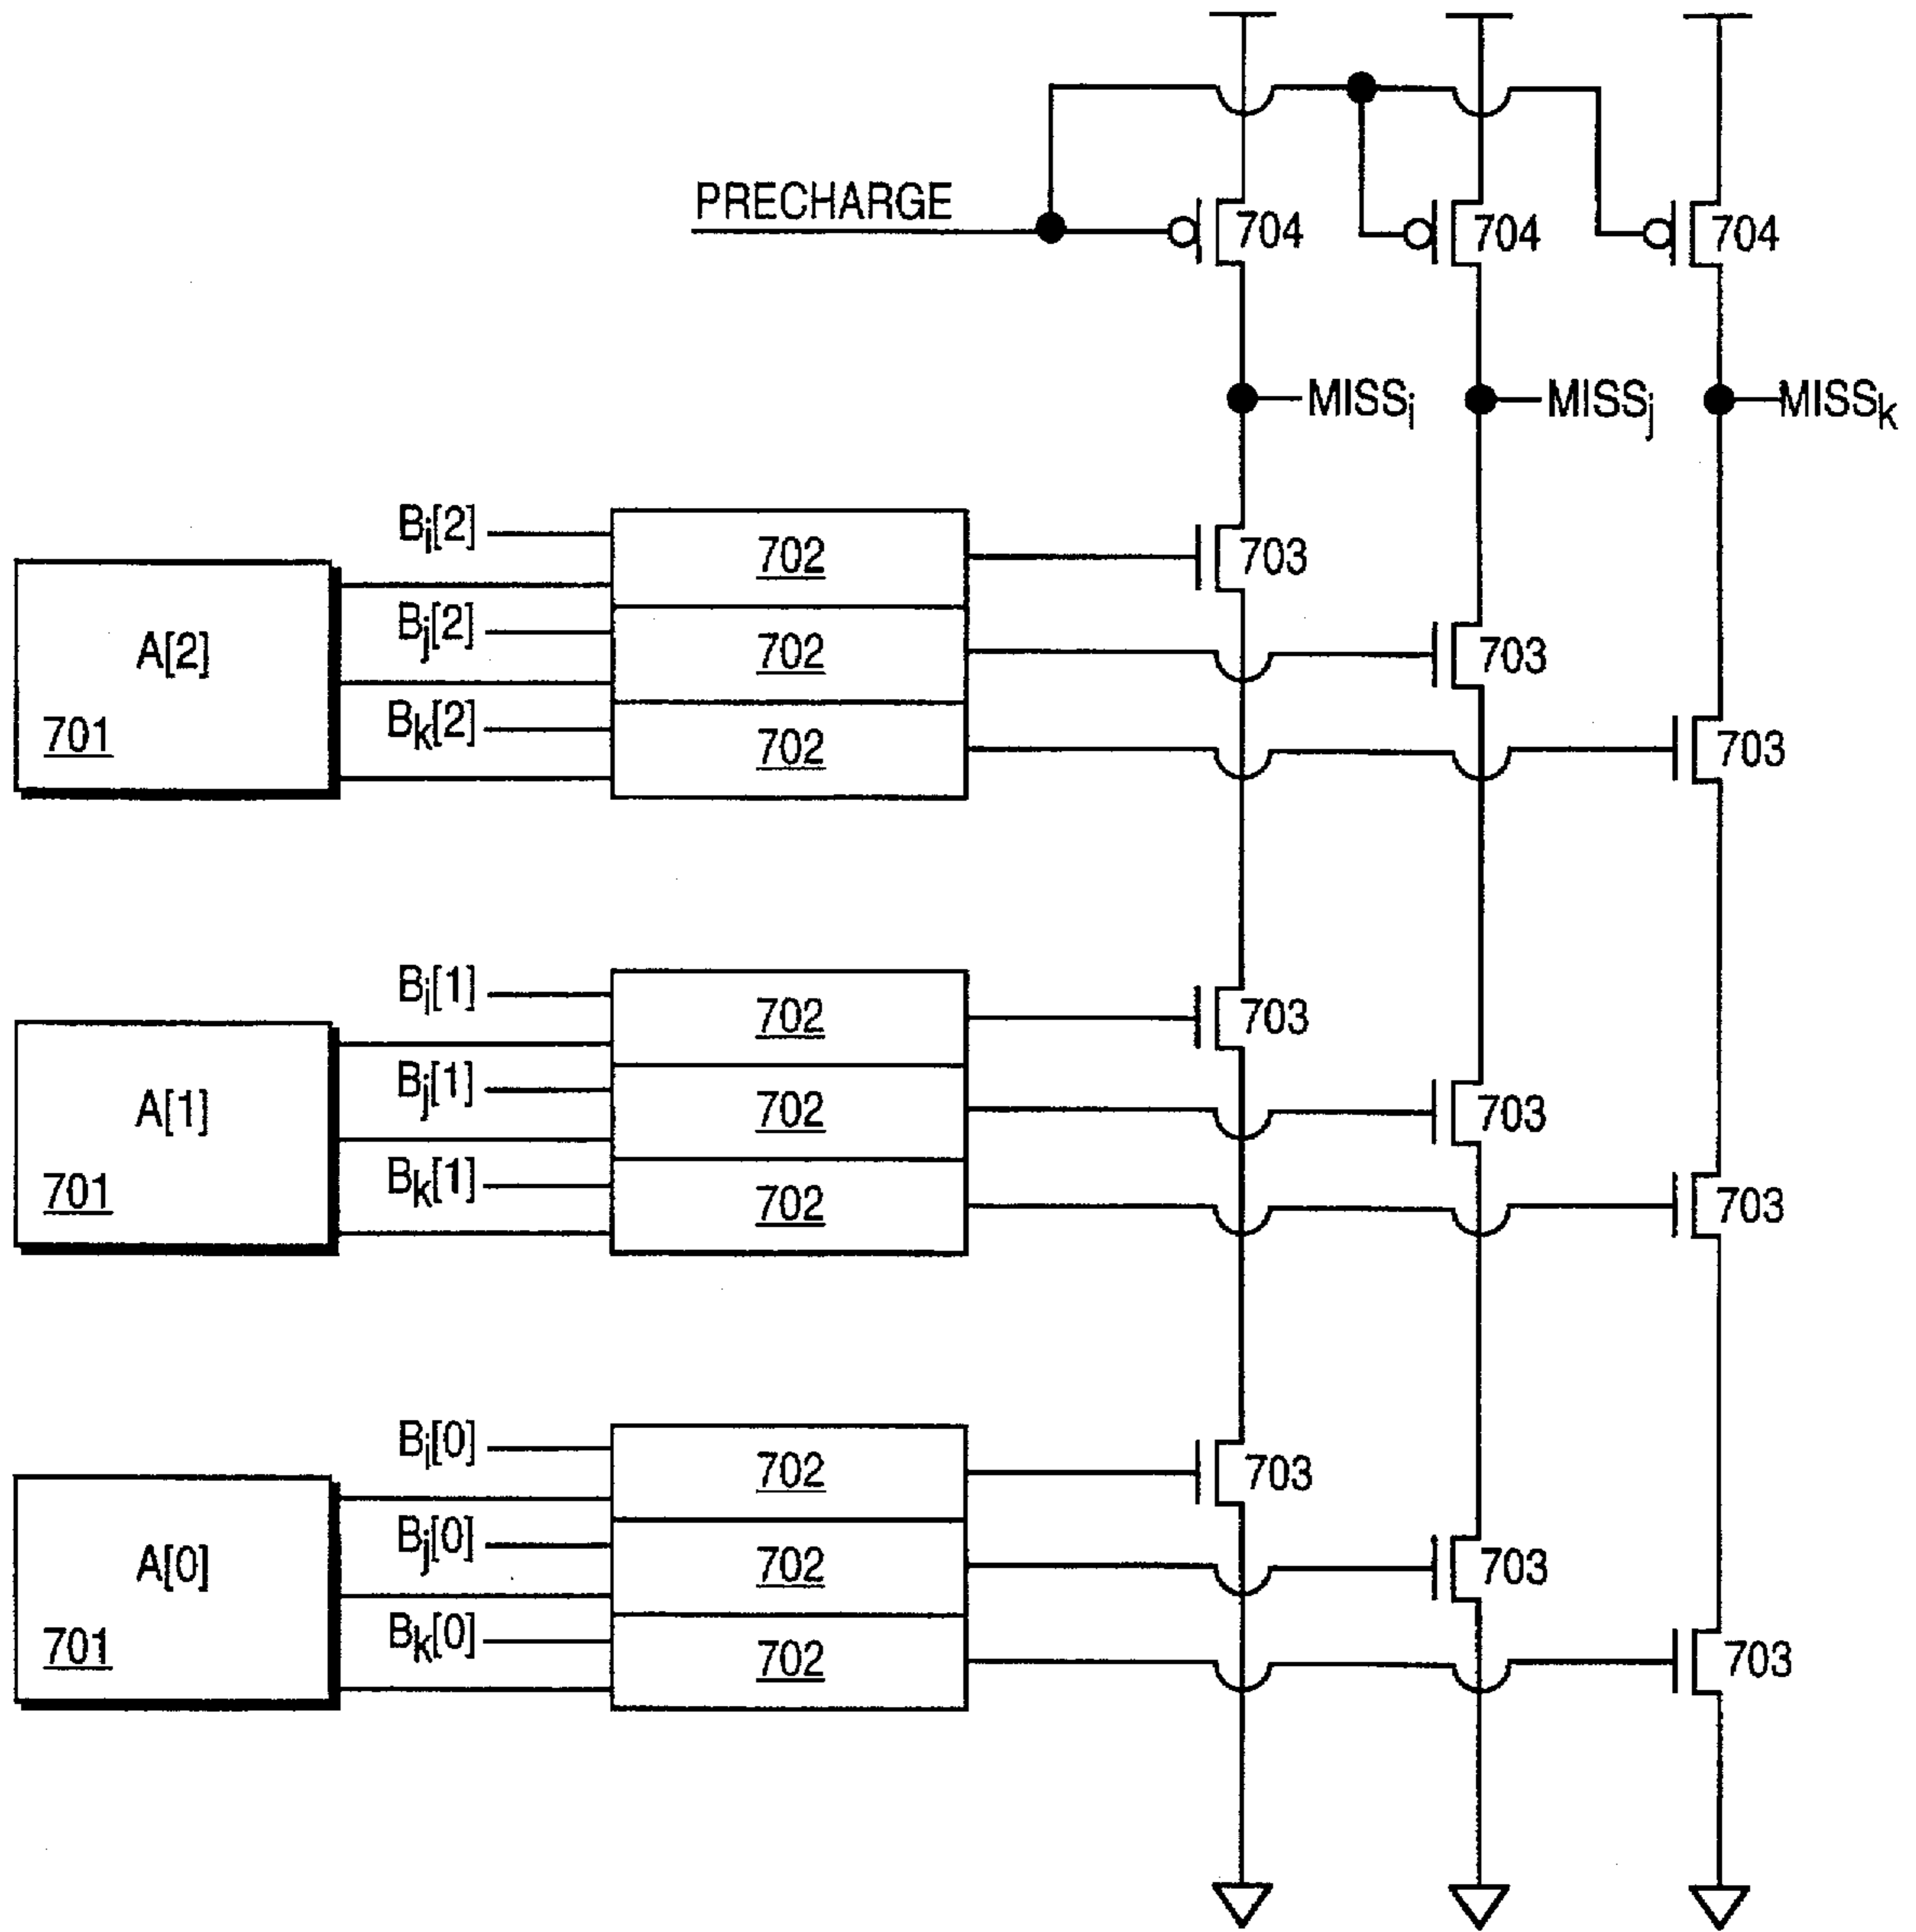 PRECHARGE
704 704 704
MISSi MISSj MISSk
Bi[2]
702 703
A[2]
Bj[2]
702 703
701
Bk[2]
702 703
Bi[1]
702 703
A[1]
Bj[1]
702 703
701
Bk[1]
702 703
Bi[0]
702 703
A[0]
Bj[0]
702 703
701
Bk[0]
702 703